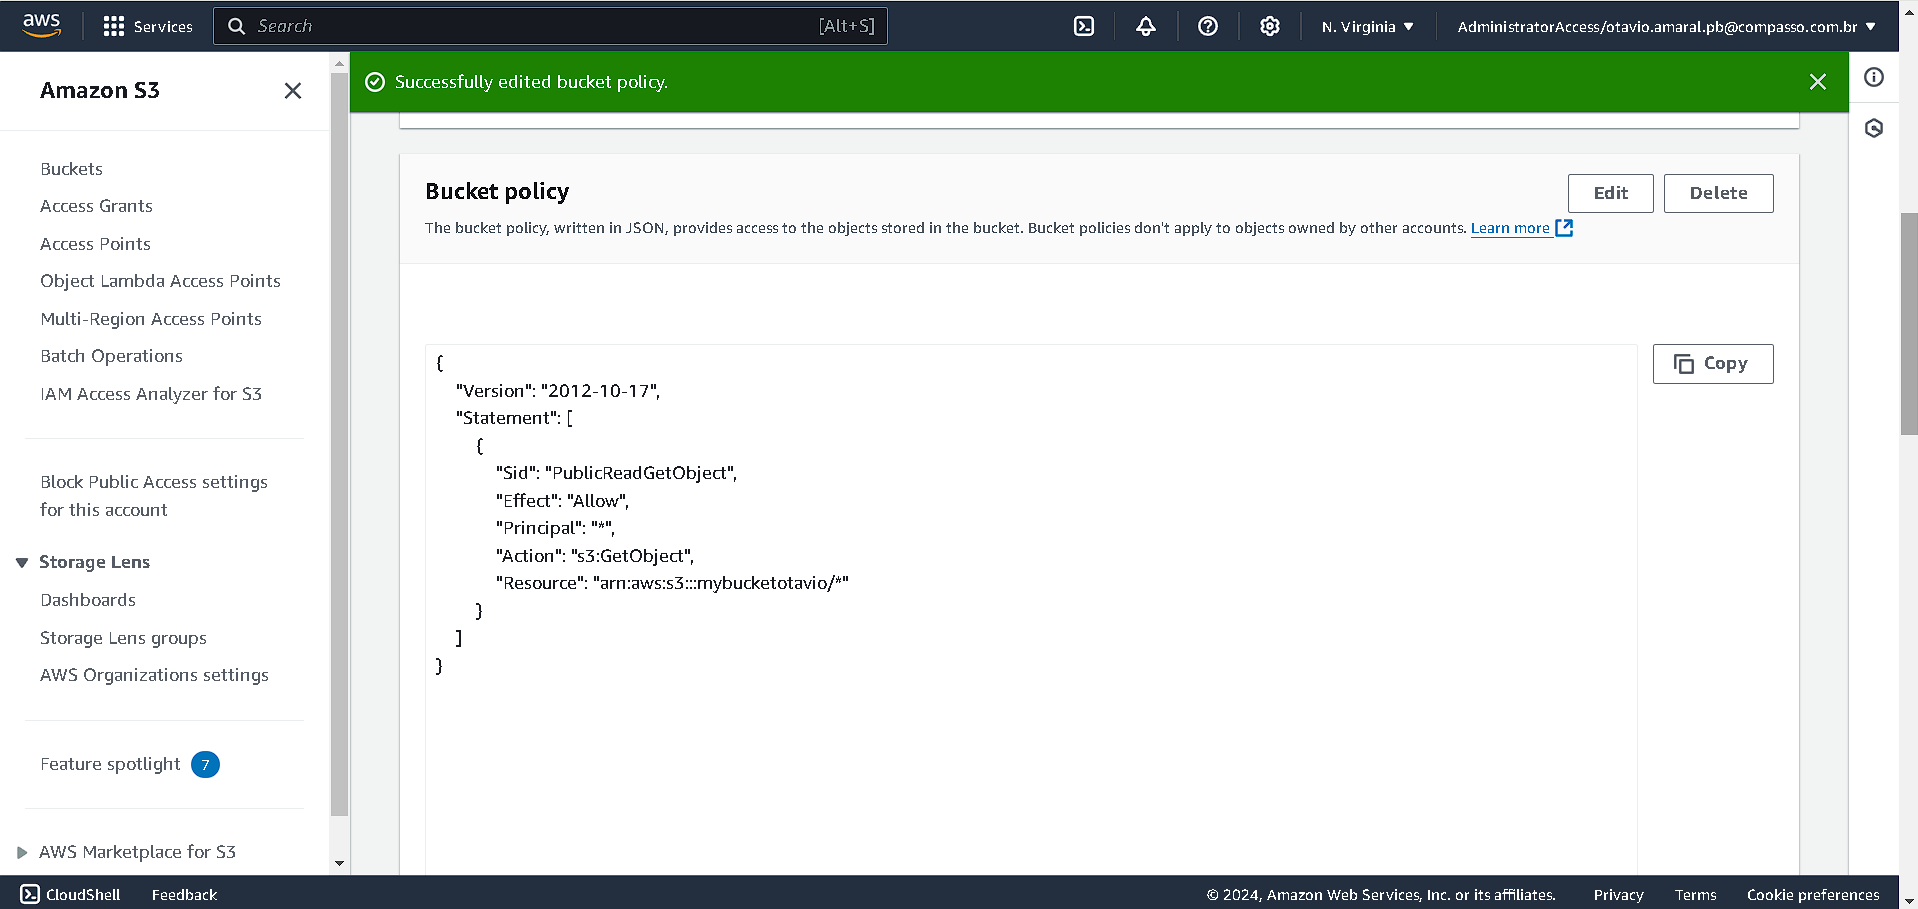 aws
Services
Search
[Alt+S]
N. Virginia
AdministratorAccess/otavio.amaral.pb@compasso.com.br
Amazon S3
Buckets
Access Grants
Access Points
Object Lambda Access Points
Multi-Region Access Points
Batch Operations
IAM Access Analyzer for S3
Block Public Access settings
for this account
Storage Lens
Dashboards
Storage Lens groups
AWS Organizations settings
Feature spotlight 7
AWS Marketplace for S3
Successfully edited bucket policy.
Bucket policy
Edit
Delete
The bucket policy, written in JSON, provides access to the objects stored in the bucket. Bucket policies don't apply to objects owned by other accounts. Learn more
Copy
{
"Version": "2012-10-17",
"Statement": [
{
"Sid": "PublicReadGetObject",
"Effect": "Allow",
"Principal": "*",
"Action": "s3:GetObject",
"Resource": "arn:aws:s3:::mybucketotavio/*"
}
]
}
CloudShell
Feedback
© 2024, Amazon Web Services, Inc. or its affiliates.
Privacy
Terms
Cookie preferences